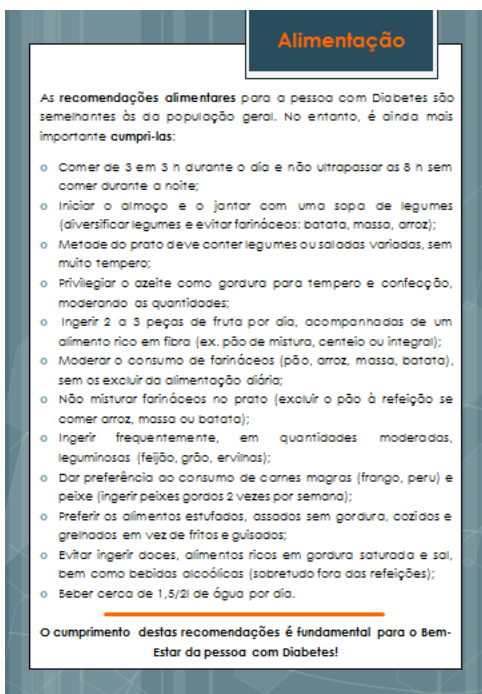 Alimentação
As recomendações alimentares para a pessoa com Diabetes são
semelhantes às da população geral. No entanto, é ainda mais
importante cumpri-las:
o Comer de 3 em 3 h durante o dia e não ultrapassar as 8 h sem
comer durante a noite;
o Iniciar o almoço e o jantar com uma sopa de legumes
(diversificar legumes e evitar farináceos: batata, massa, arroz);
o Metade do prato deve conter legumes ou saladas variadas, sem
muito tempero;
o Privilegiar o azeite como gordura para tempero e confecção,
moderando as quantidades;
o Ingerir 2 a 3 peças de fruta por dia, acompanhadas de um
alimento rico em fibra (ex. pão de mistura, centeio ou integral);
o Moderar o consumo de farináceos (pão, arroz, massa, batata),
sem os excluir da alimentação diária;
o Não misturar farináceos no prato (excluir o pão à refeição se
comer arroz, massa ou batata);
o Ingerir frequentemente, em quantidades moderadas,
leguminosas (feijão, grão, ervilhas);
o Dar preferência ao consumo de carnes magras (frango, peru) e
peixe (ingerir peixes gordos 2 vezes por semana);
o Preferir os alimentos estufados, assados sem gordura, cozidos e
grelhados em vez de fritos e guisados;
o Evitar ingerir doces, alimentos ricos em gordura saturada e sal,
bem como bebidas alcoólicas (sobretudo fora das refeições);
o Beber cerca de 1,5/2l de água por dia.
O cumprimento destas recomendações é fundamental para o Bem-
Estar da pessoa com Diabetes!